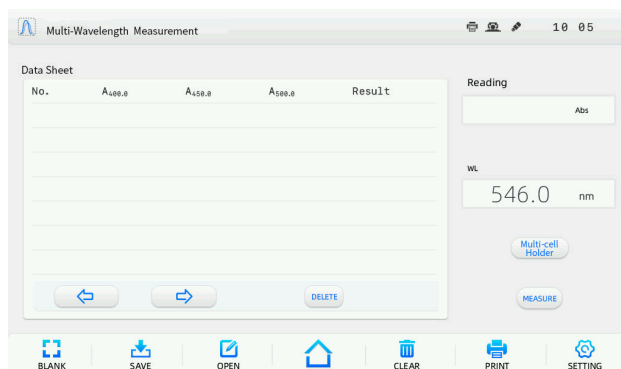 Multi-Wavelength Measurement
10 05
Data Sheet
No. A400.0 A450.0 A500.0 Result
Reading
Abs
WL
546.0 nm
Multi-cell
Holder
DELETE
MEASURE
BLANK SAVE OPEN CLEAR PRINT SETTING